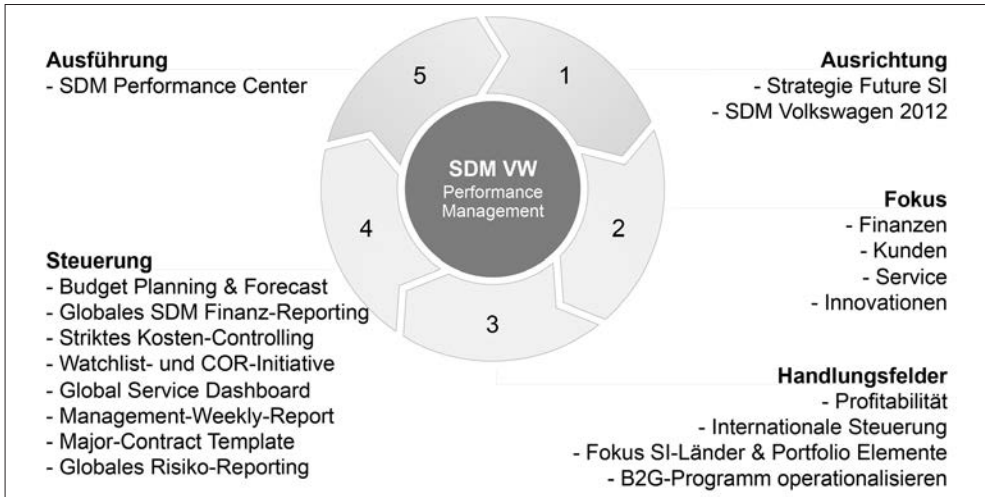 Ausführung
- SDM Performance Center
5
1
Ausrichtung
- Strategie Future SI
- SDM Volkswagen 2012
SDM VW
Performance
Management
4
2
Fokus
- Finanzen
- Kunden
- Service
- Innovationen
Steuerung
- Budget Planning & Forecast
- Globales SDM Finanz-Reporting
- Striktes Kosten-Controlling
- Watchlist- und COR-Initiative
- Global Service Dashboard
- Management-Weekly-Report
- Major-Contract Template
- Globales Risiko-Reporting
3
Handlungsfelder
- Profitabilität
- Internationale Steuerung
- Fokus SI-Länder & Portfolio Elemente
- B2G-Programm operationalisieren